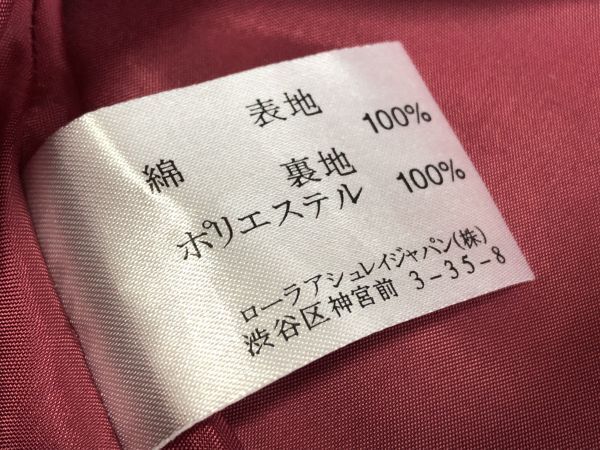 表地
綿 100%
裏地
ポリエステル 100%
ローラアシュレイジャパン(株)
渋谷区神宮前 3-35-8